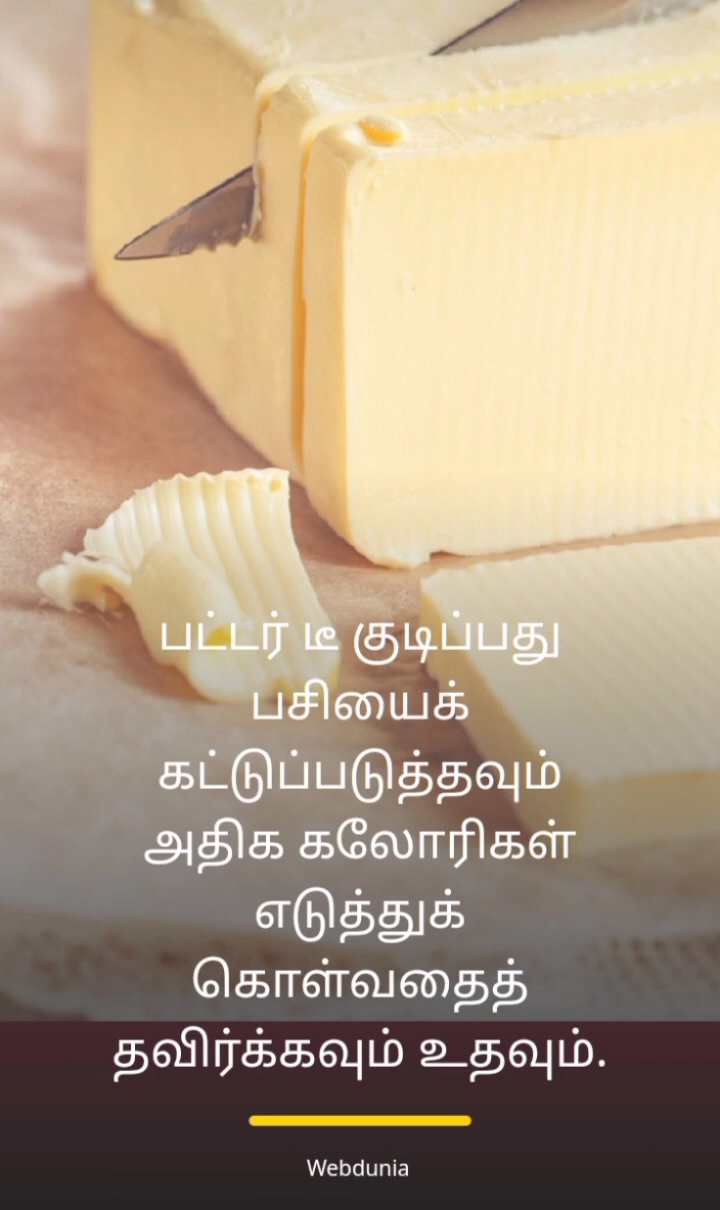 பட்டர் டீ குடிப்பது
பசியைக்
கட்டுப்படுத்தவும்
அதிக கலோரிகள்
எடுத்துக்
கொள்வதைத்
தவிர்க்கவும் உதவும்.
Webdunia